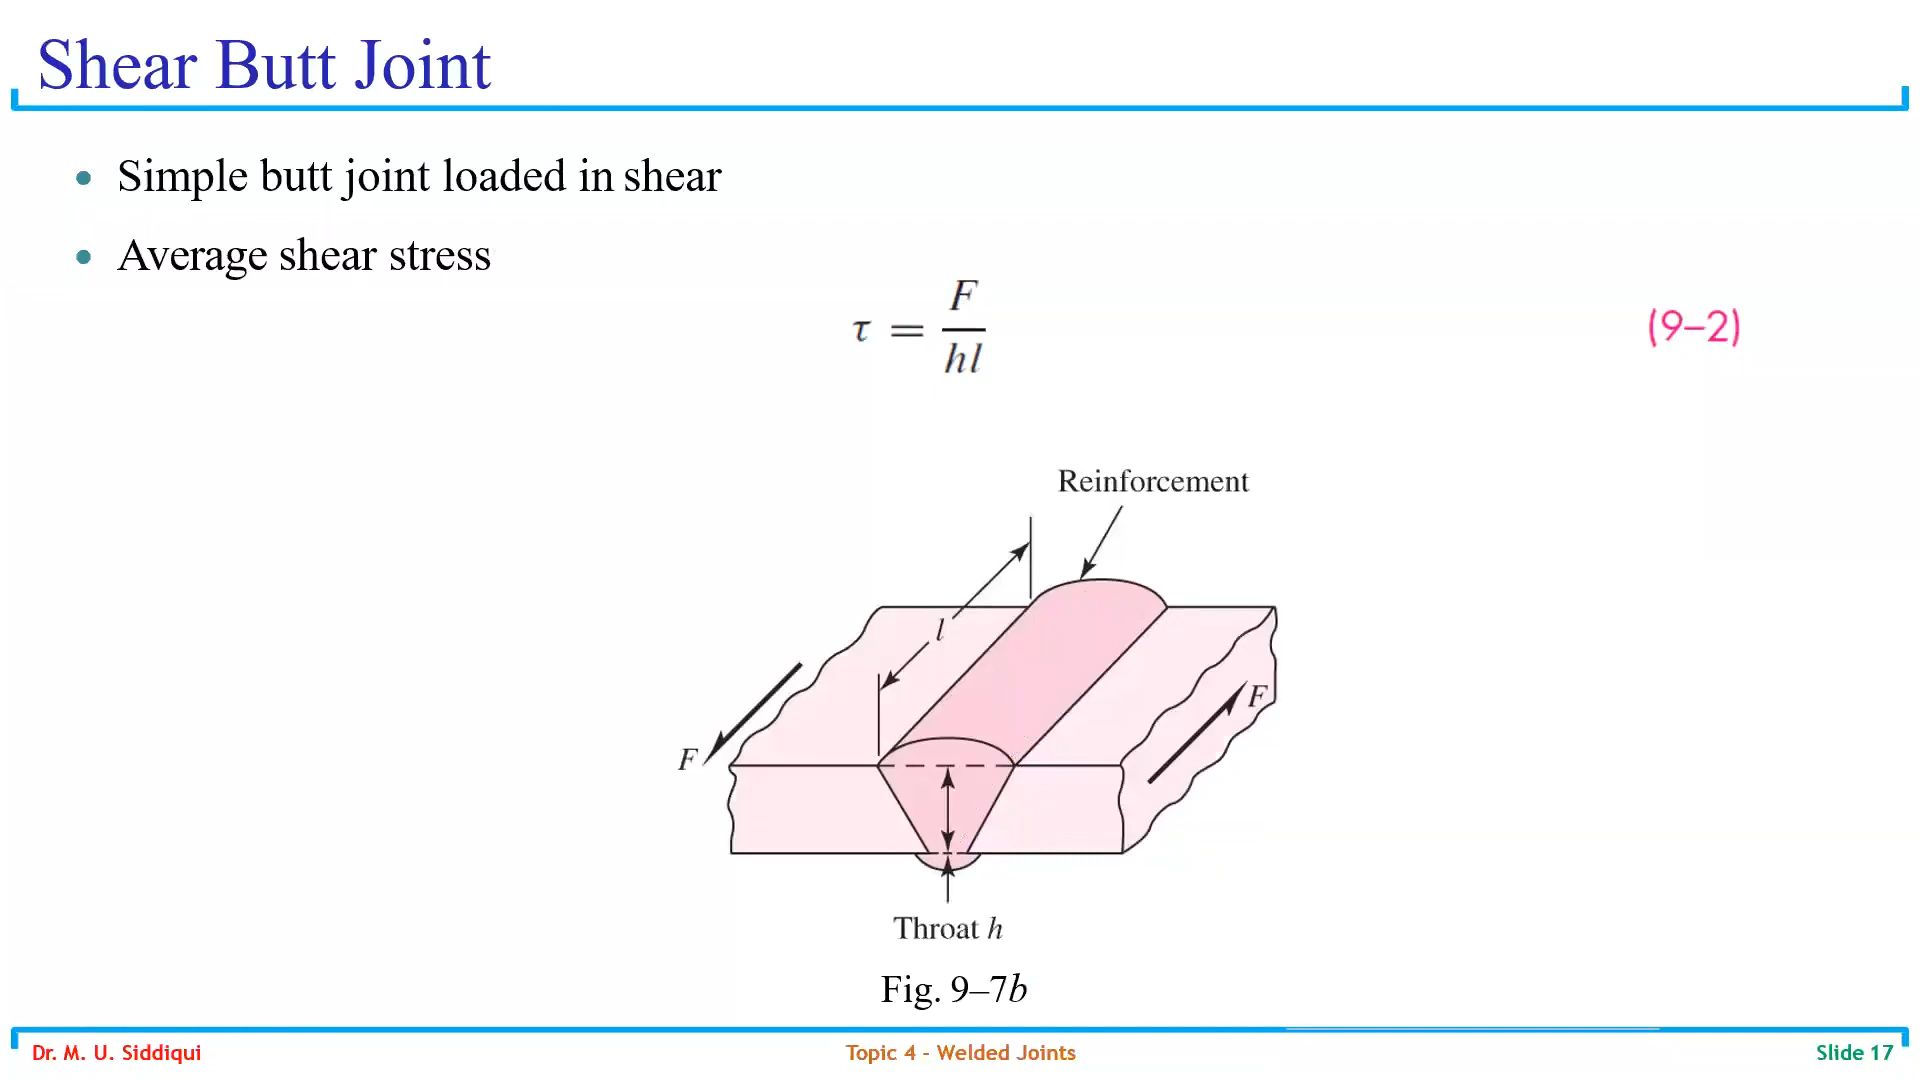 Shear Butt Joint
• Simple butt joint loaded in shear
• Average shear stress
τ = F/hl (9–2)
Reinforcement
l
F
F
Throat h
Fig. 9–7b
Dr. M. U. Siddiqui Topic 4 - Welded Joints Slide 17